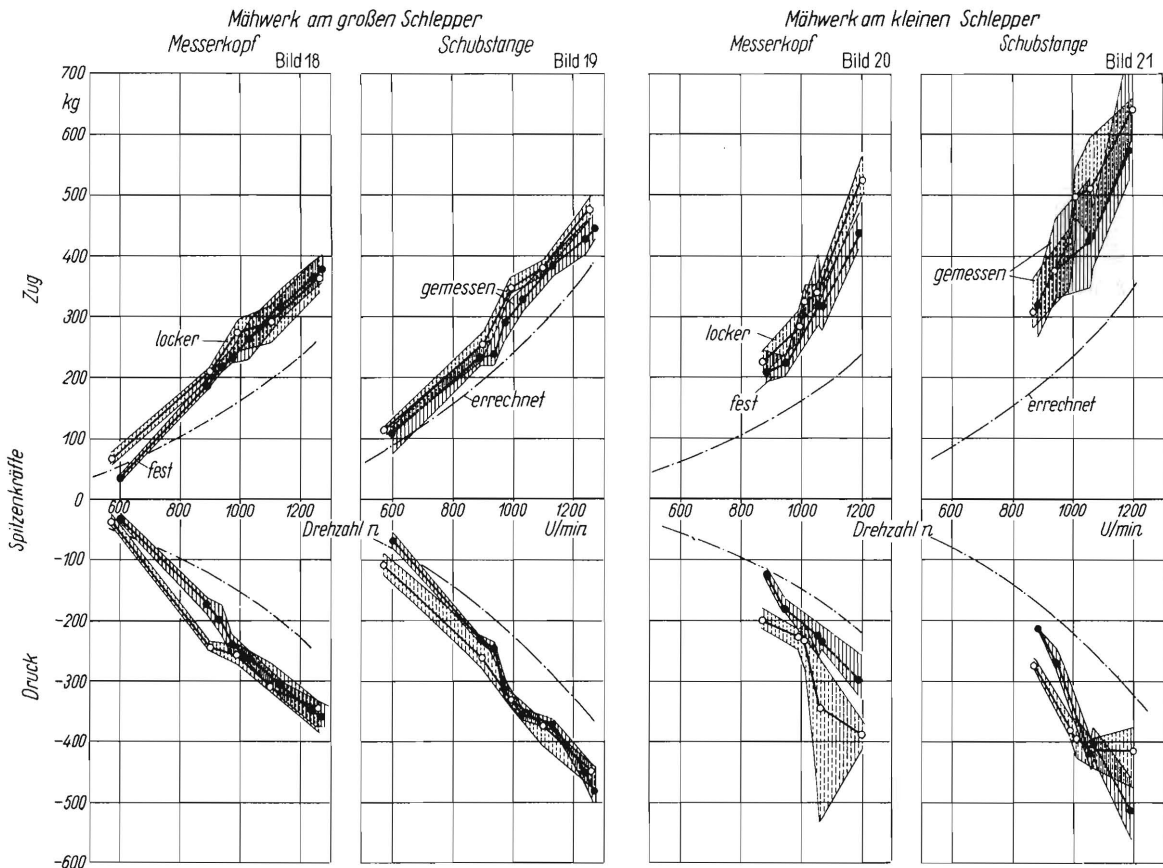 Mähwerk am großen Schlepper
Mähwerk am kleinen Schlepper
Messerkopf
Bild 18
Schubstange
Bild 19
Messerkopf
Bild 20
Schubstange
Bild 21
700
kg
600
500
400
300
200
100
0
-100
-200
-300
-400
-500
-600
Zug
Spitzenkräfte
Druck
locker
fest
gemessen
errechnet
locker
fest
gemessen
errechnet
600 800 1000 1200
Drehzahl n
600 800 1000 1200
U/min
600 800 1000 1200
Drehzahl n
600 800 1000 1200
U/min